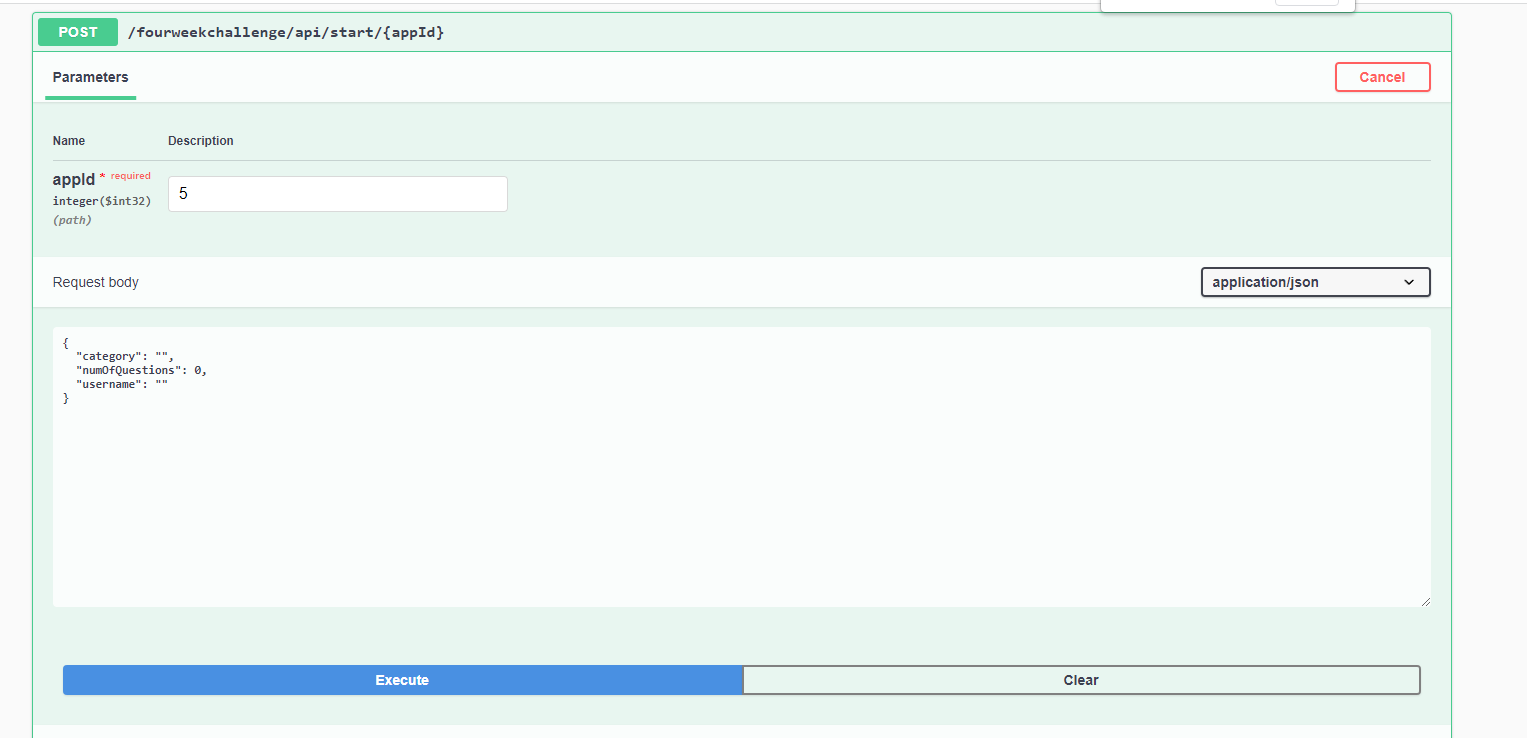 POST /fourweekchallenge/api/start/{appId}
Parameters
Cancel
Name Description
appId * required
integer($int32)
(path)
5
Request body
application/json
{
"category": "",
"numOfQuestions": 0,
"username": ""
}
Execute
Clear